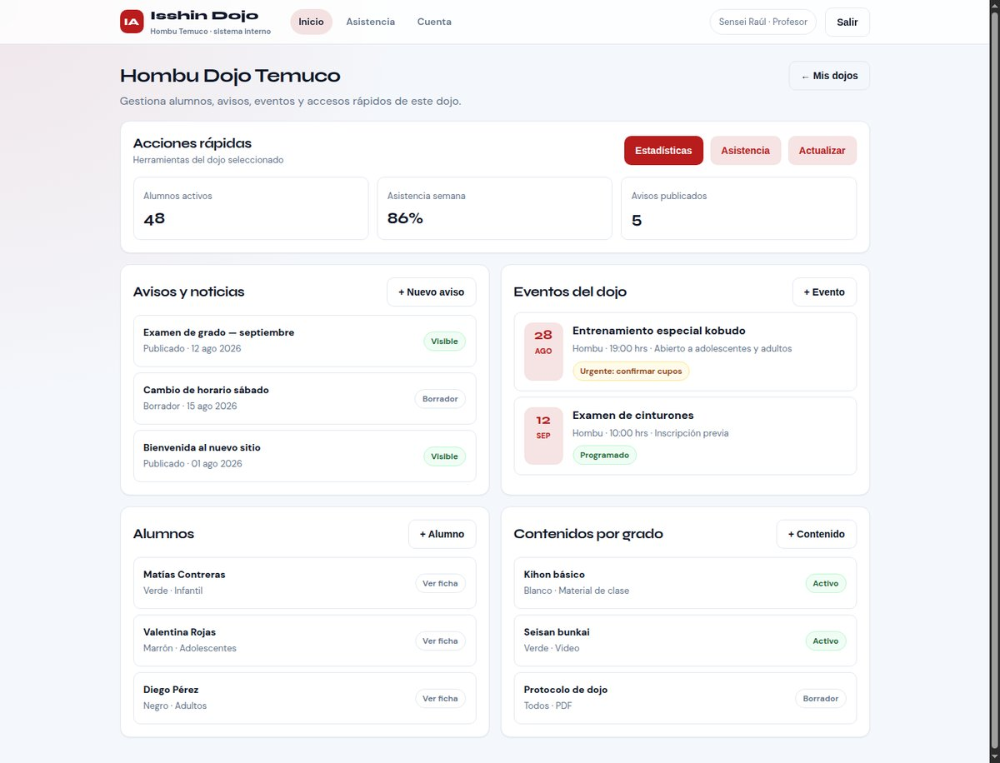 IA
Isshin Dojo
Hombu Temuco · sistema interno
Inicio
Asistencia
Cuenta
Sensei Raúl · Profesor
Salir
Hombu Dojo Temuco
← Mis dojos
Gestiona alumnos, avisos, eventos y accesos rápidos de este dojo.
Acciones rápidas
Herramientas del dojo seleccionado
Estadísticas
Asistencia
Actualizar
Alumnos activos
48
Asistencia semana
86%
Avisos publicados
5
Avisos y noticias
+ Nuevo aviso
Examen de grado — septiembre
Publicado · 12 ago 2026
Visible
Cambio de horario sábado
Borrador · 15 ago 2026
Borrador
Bienvenida al nuevo sitio
Publicado · 01 ago 2026
Visible
Eventos del dojo
+ Evento
28
AGO
Entrenamiento especial kobudo
Hombu · 19:00 hrs · Abierto a adolescentes y adultos
Urgente: confirmar cupos
12
SEP
Examen de cinturones
Hombu · 10:00 hrs · Inscripción previa
Programado
Alumnos
+ Alumno
Matías Contreras
Verde · Infantil
Ver ficha
Valentina Rojas
Marrón · Adolescentes
Ver ficha
Diego Pérez
Negro · Adultos
Ver ficha
Contenidos por grado
+ Contenido
Kihon básico
Blanco · Material de clase
Activo
Seisan bunkai
Verde · Video
Activo
Protocolo de dojo
Todos · PDF
Borrador